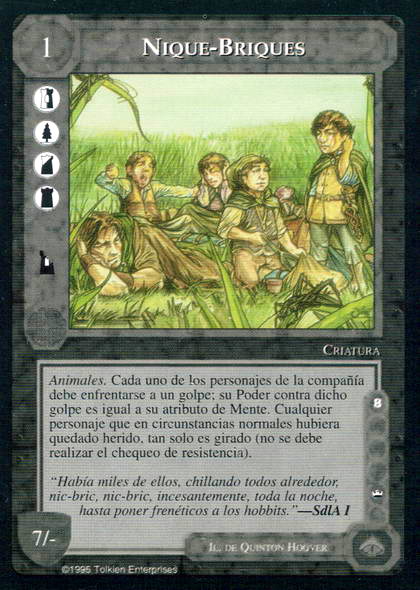 1
Nique-Briques
Criatura
Animales. Cada uno de los personajes de la compañía
debe enfrentarse a un golpe; su Poder contra dicho
golpe es igual a su atributo de Mente. Cualquier
personaje que en circunstancias normales hubiera
quedado herido, tan solo es girado (no se debe
realizar el chequeo de resistencia).
8
“Había miles de ellos, chillando todos alrededor,
nic-bric, nic-bric, incesantemente, toda la noche,
hasta poner frenéticos a los hobbits.”—SdlA I
7/-
Il. de Quinton Hoover
©1995 Tolkien Enterprises